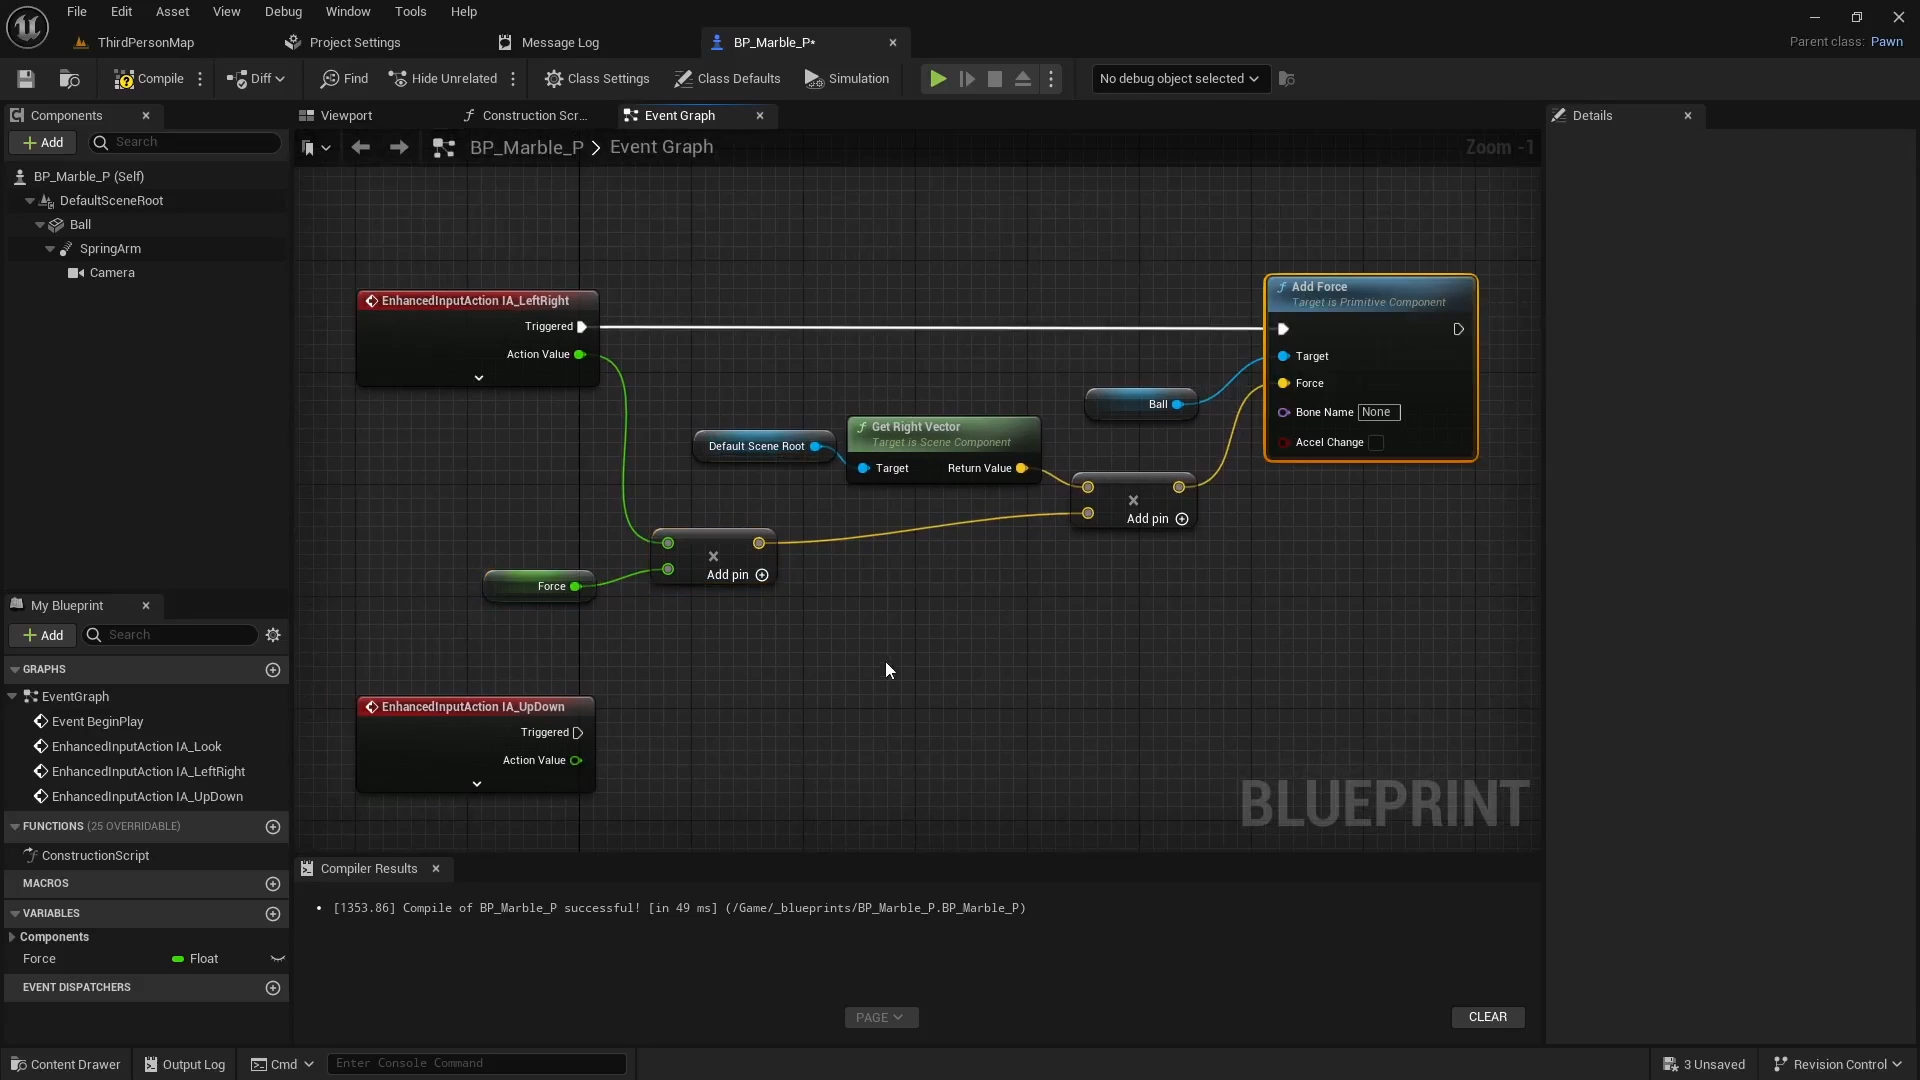 File Edit Asset View Debug Window Tools Help
ThirdPersonMap Project Settings Message Log BP_Marble_P* Parent class: Pawn
Compile Diff Find Hide Unrelated Class Settings Class Defaults Simulation No debug object selected
Components Viewport Construction Scr... Event Graph Details
Add Search BP_Marble_P > Event Graph Zoom -1
BP_Marble_P (Self)
DefaultSceneRoot
Ball
SpringArm
Camera
EnhancedInputAction IA_LeftRight
Triggered
Action Value
Add Force
Target is Primitive Component
Target
Force
Bone Name None
Accel Change
Ball
Default Scene Root
Get Right Vector
Target is Scene Component
Target Return Value
Add pin
Add pin
Force
EnhancedInputAction IA_UpDown
Triggered
Action Value
BLUEPRINT
My Blueprint
Add Search
GRAPHS
EventGraph
Event BeginPlay
EnhancedInputAction IA_Look
EnhancedInputAction IA_LeftRight
EnhancedInputAction IA_UpDown
FUNCTIONS (25 OVERRIDABLE)
ConstructionScript
MACROS
VARIABLES
Components
Force Float
EVENT DISPATCHERS
Compiler Results
[1353.86] Compile of BP_Marble_P successful! [in 49 ms] (/Game/_blueprints/BP_Marble_P.BP_Marble_P)
PAGE CLEAR
Content Drawer Output Log Cmd Enter Console Command 3 Unsaved Revision Control